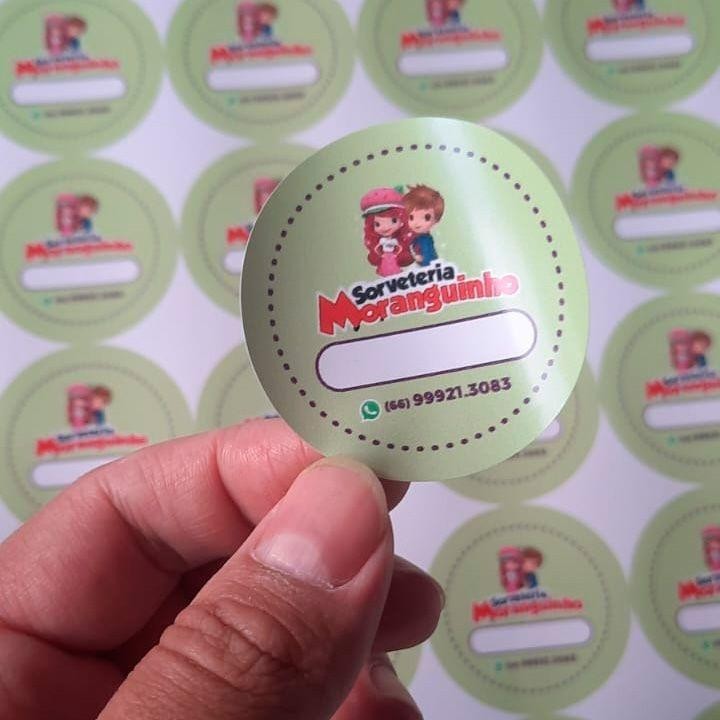 Sorveteria
Moranguinho
(66) 99921.3083